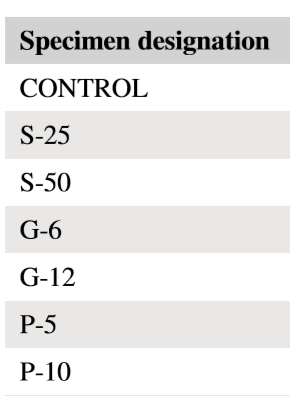 Specimen designation
CONTROL
S-25
S-50
G-6
G-12
P-5
P-10